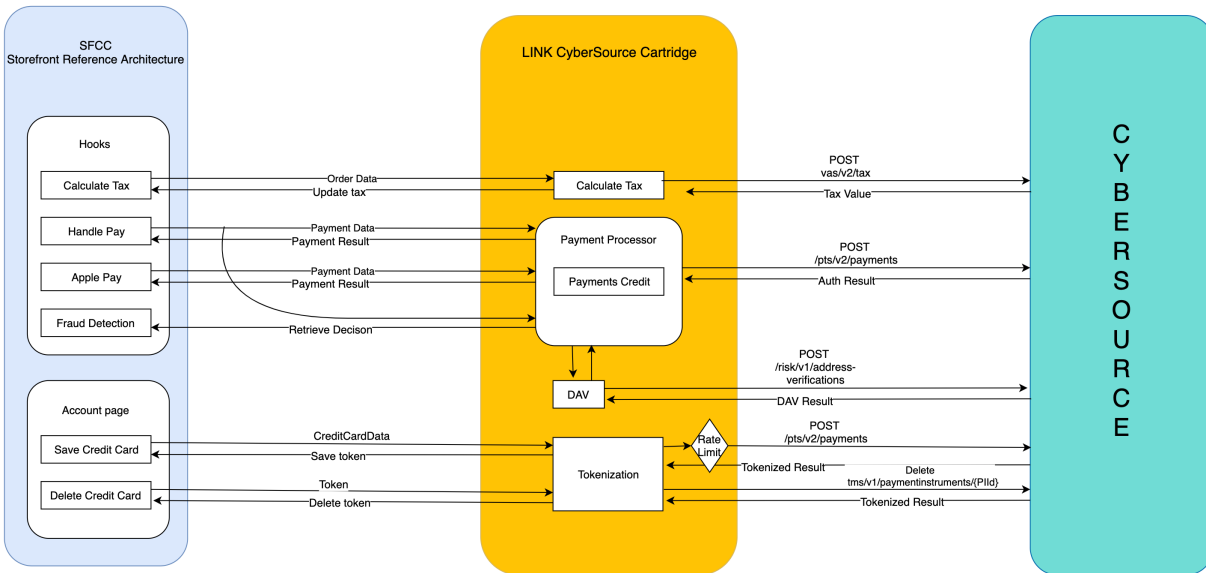 SFCC
Storefront Reference Architecture
LINK CyberSource Cartridge
CYBERSOURCE
Hooks
Calculate Tax
Order Data
Update tax
Calculate Tax
POST
vas/v2/tax
Tax Value
Handle Pay
Payment Data
Payment Result
Payment Processor
Payments Credit
POST
/pts/v2/payments
Auth Result
Apple Pay
Payment Data
Payment Result
Fraud Detection
Retrieve Decison
POST
/risk/v1/address-
verifications
DAV
DAV Result
Account page
Save Credit Card
CreditCardData
Save token
Tokenization
Rate
Limit
POST
/pts/v2/payments
Tokenized Result
Delete Credit Card
Token
Delete token
Delete
tms/v1/paymentinstruments/{PIId}
Tokenized Result